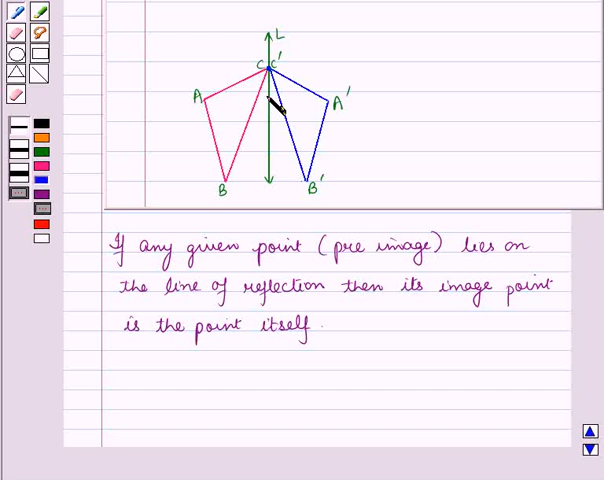 L
C C'
A A'
B B'
If any given point (pre image) lies on
the line of reflection then its image point
is the point itself.